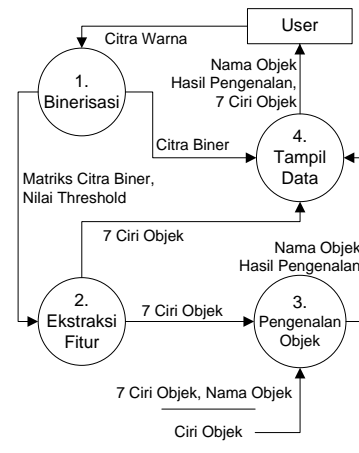 User
Citra Warna
Nama Objek
Hasil Pengenalan,
7 Ciri Objek
1.
Binerisasi
4.
Tampil
Data
Citra Biner
Matriks Citra Biner,
Nilai Threshold
7 Ciri Objek
Nama Objek
Hasil Pengenalan
2.
Ekstraksi
Fitur
7 Ciri Objek
3.
Pengenalan
Objek
7 Ciri Objek, Nama Objek
Ciri Objek